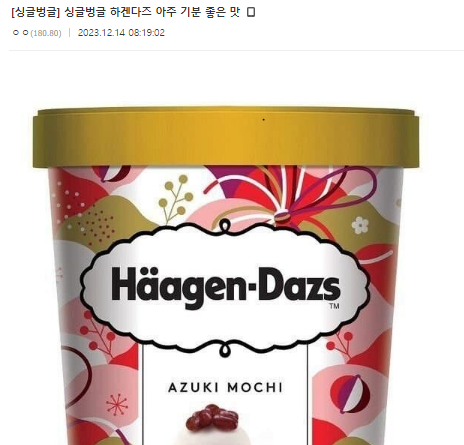 [싱글벙글] 싱글벙글 하겐다즈 아주 기분 좋은 맛
ㅇㅇ(180.80) | 2023.12.14 08:19:02
Häagen-Dazs
TM
AZUKI MOCHI